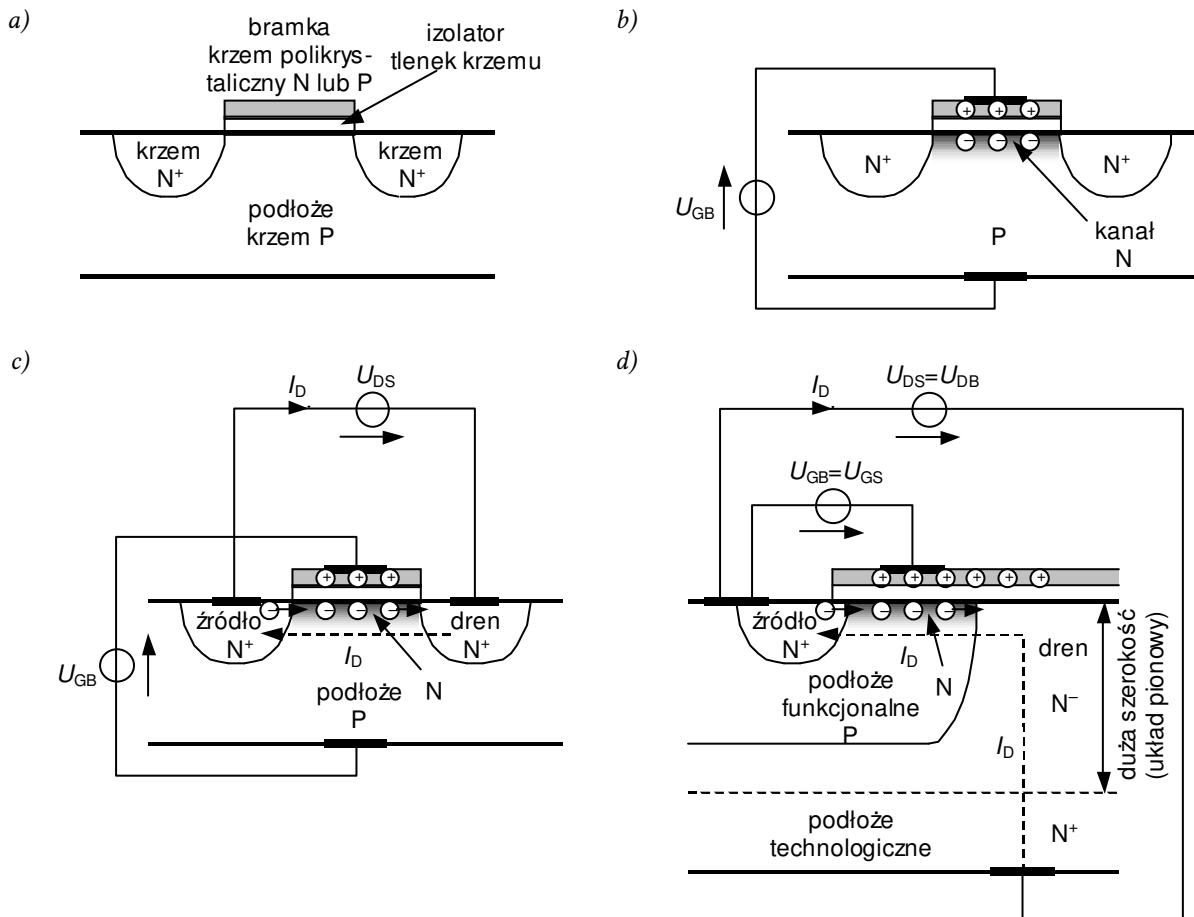 a)
bramka
krzem polikrys-
taliczny N lub P
izolator
tlenek krzemu
krzem
N+
krzem
N+
podłoże
krzem P
b)
+ + +
− − −
N+
N+
UGB
P
kanał
N
c)
ID
UDS
+ + +
− − − −
źródło
N+
dren
N+
ID
UGB
N
podłoże
P
d)
ID
UDS=UDB
UGB=UGS
+ + + + + +
− − − −
źródło
N+
ID
N
dren
podłoże
funkcjonalne
P
N−
ID
duża szerokość
(układ pionowy)
podłoże
technologiczne
N+